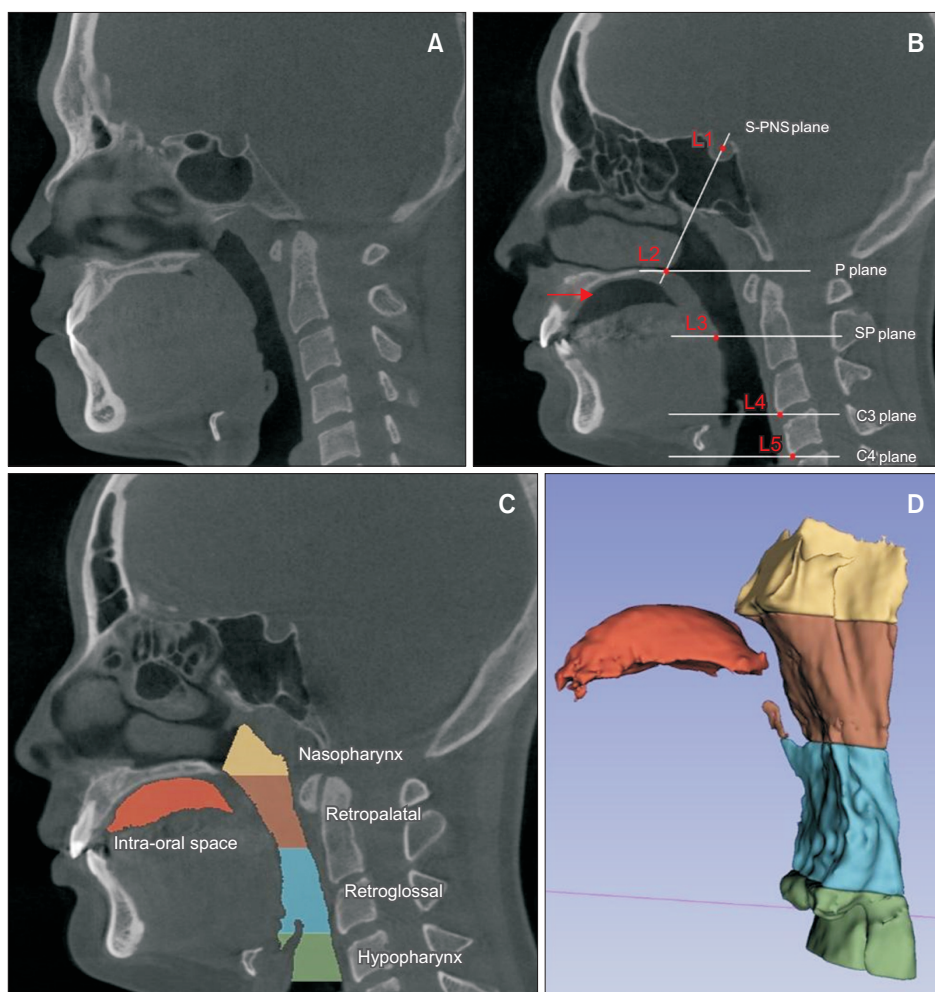 A
B
L1
S-PNS plane
L2
P plane
L3
SP plane
L4
C3 plane
L5
C4 plane
C
Nasopharynx
Retropalatal
Intra-oral space
Retroglossal
Hypopharynx
D